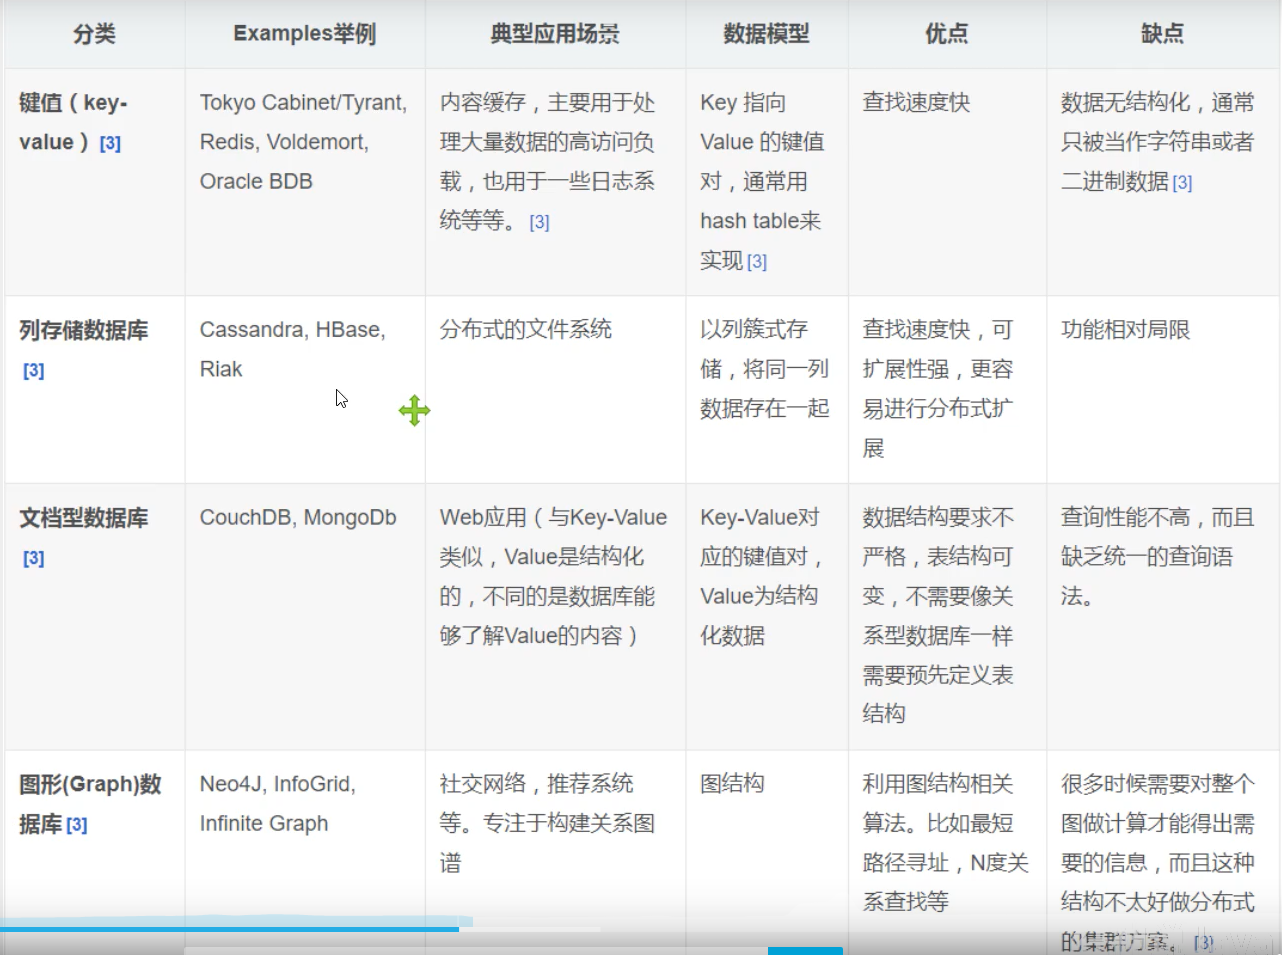 分类 Examples举例 典型应用场景 数据模型 优点 缺点
键值（key-
value）[3]
Tokyo Cabinet/Tyrant,
Redis, Voldemort,
Oracle BDB
内容缓存，主要用于处
理大量数据的高访问负
载，也用于一些日志系
统等等。[3]
Key 指向
Value 的键值
对，通常用
hash table来
实现[3]
查找速度快
数据无结构化，通常
只被当作字符串或者
二进制数据[3]
列存储数据库
[3]
Cassandra, HBase,
Riak
分布式的文件系统
以列簇式存
储，将同一列
数据存在一起
查找速度快，可
扩展性强，更容
易进行分布式扩
展
功能相对局限
文档型数据库
[3]
CouchDB, MongoDb
Web应用（与Key-Value
类似，Value是结构化
的，不同的是数据库能
够了解Value的内容）
Key-Value对
应的键值对，
Value为结构
化数据
数据结构要求不
严格，表结构可
变，不需要像关
系型数据库一样
需要预先定义表
结构
查询性能不高，而且
缺乏统一的查询语
法。
图形(Graph)数
据库[3]
Neo4J, InfoGrid,
Infinite Graph
社交网络，推荐系统
等。专注于构建关系图
谱
图结构
利用图结构相关
算法。比如最短
路径寻址，N度关
系查找等
很多时候需要对整个
图做计算才能得出需
要的信息，而且这种
结构不太好做分布式
的集群方案。[3]